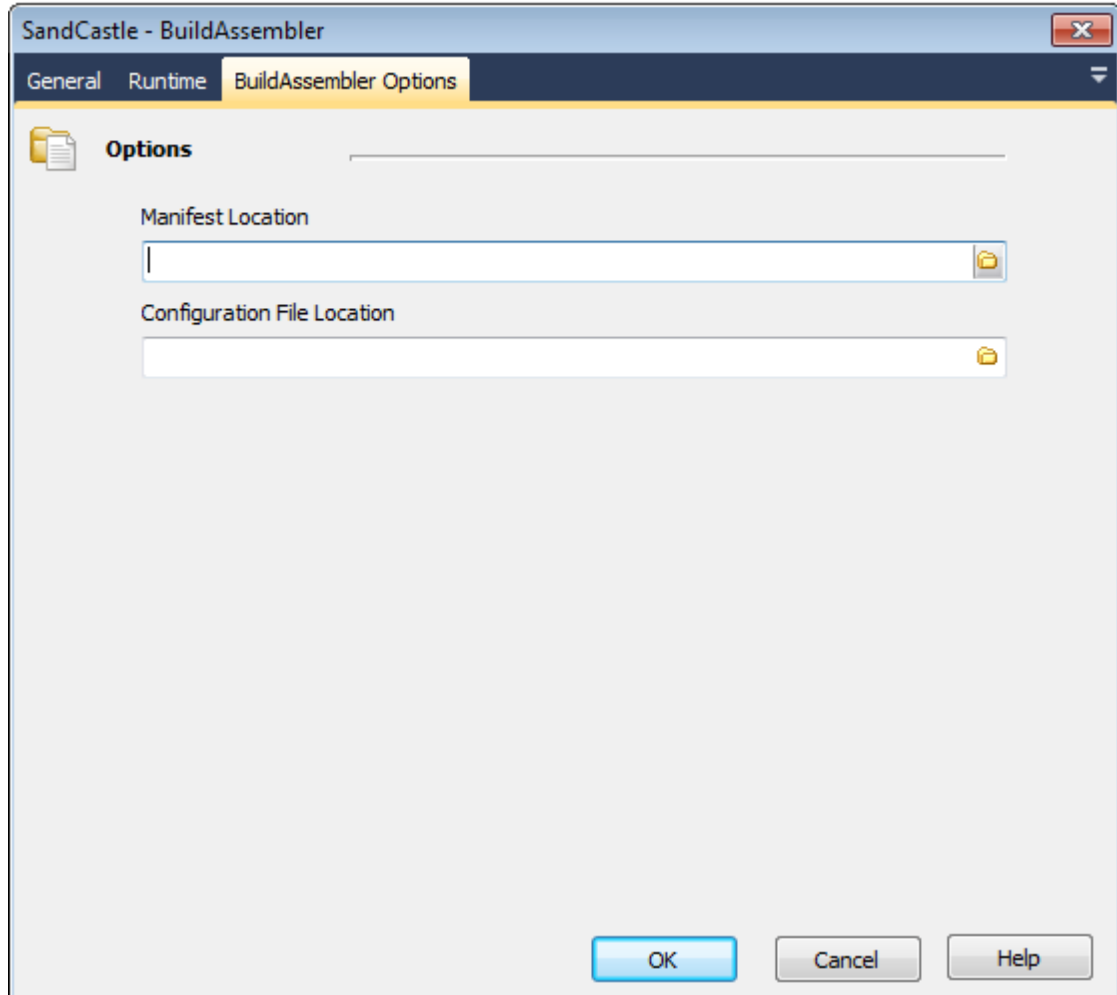 SandCastle - BuildAssembler
General Runtime BuildAssembler Options
Options
Manifest Location
Configuration File Location
OK Cancel Help